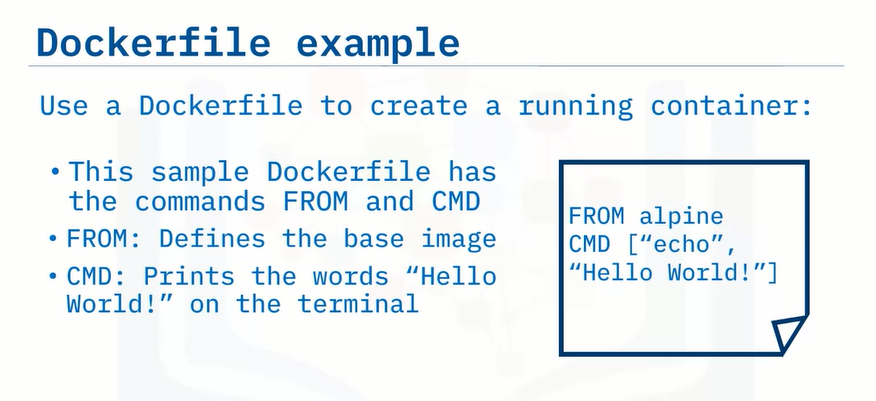 Dockerfile example
Use a Dockerfile to create a running container:
• This sample Dockerfile has
the commands FROM and CMD
• FROM: Defines the base image
• CMD: Prints the words “Hello
World!” on the terminal
FROM alpine
CMD [“echo”,
“Hello World!”]